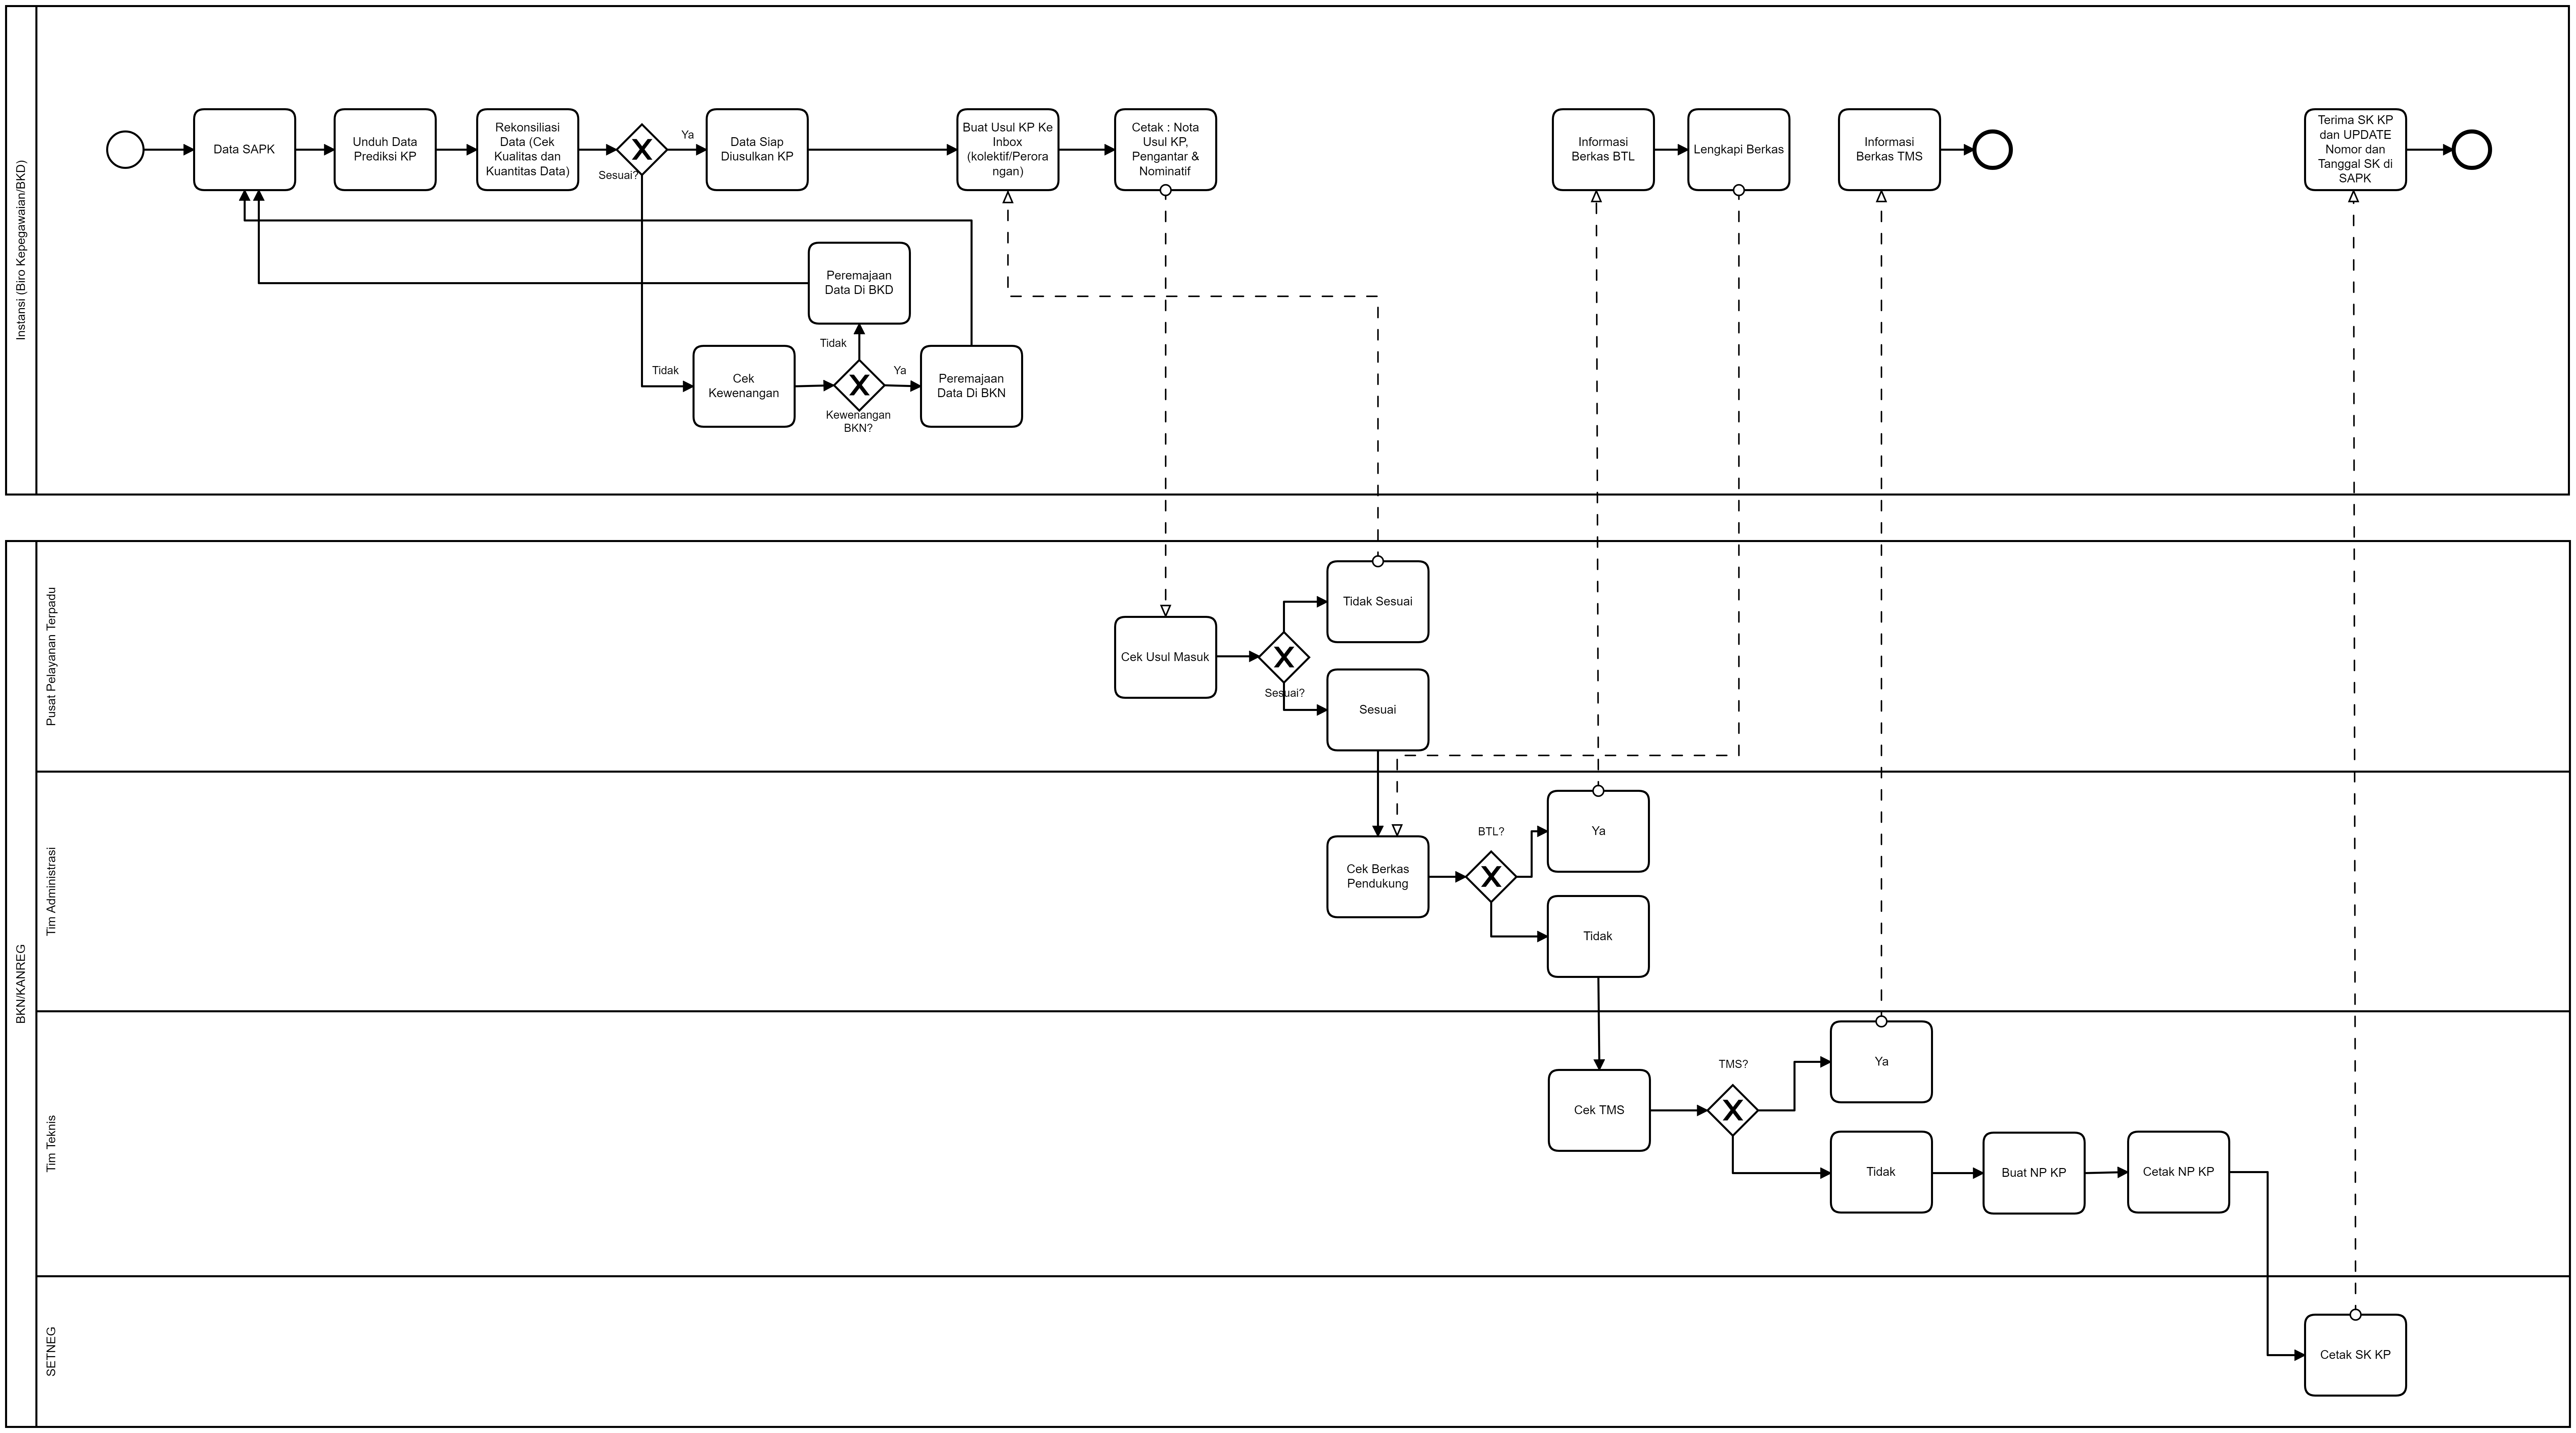 Instansi (Biro Kepegawaian/BKD)
Data SAPK
Unduh Data
Prediksi KP
Rekonsiliasi
Data (Cek
Kualitas dan
Kuantitas Data)
Sesuai?
Ya
Data Siap
Diusulkan KP
Buat Usul KP Ke
Inbox
(kolektif/Perora
ngan)
Cetak : Nota
Usul KP,
Pengantar &
Nominatif
Informasi
Berkas BTL
Lengkapi Berkas
Informasi
Berkas TMS
Terima SK KP
dan UPDATE
Nomor dan
Tanggal SK di
SAPK
Peremajaan
Data Di BKD
Tidak
Tidak
Cek
Kewenangan
Kewenangan
BKN?
Ya
Peremajaan
Data Di BKN
BKN/KANREG
Pusat Pelayanan Terpadu
Cek Usul Masuk
Sesuai?
Tidak Sesuai
Sesuai
Tim Administrasi
Cek Berkas
Pendukung
BTL?
Ya
Tidak
Tim Teknis
Cek TMS
TMS?
Ya
Tidak
Buat NP KP
Cetak NP KP
SETNEG
Cetak SK KP